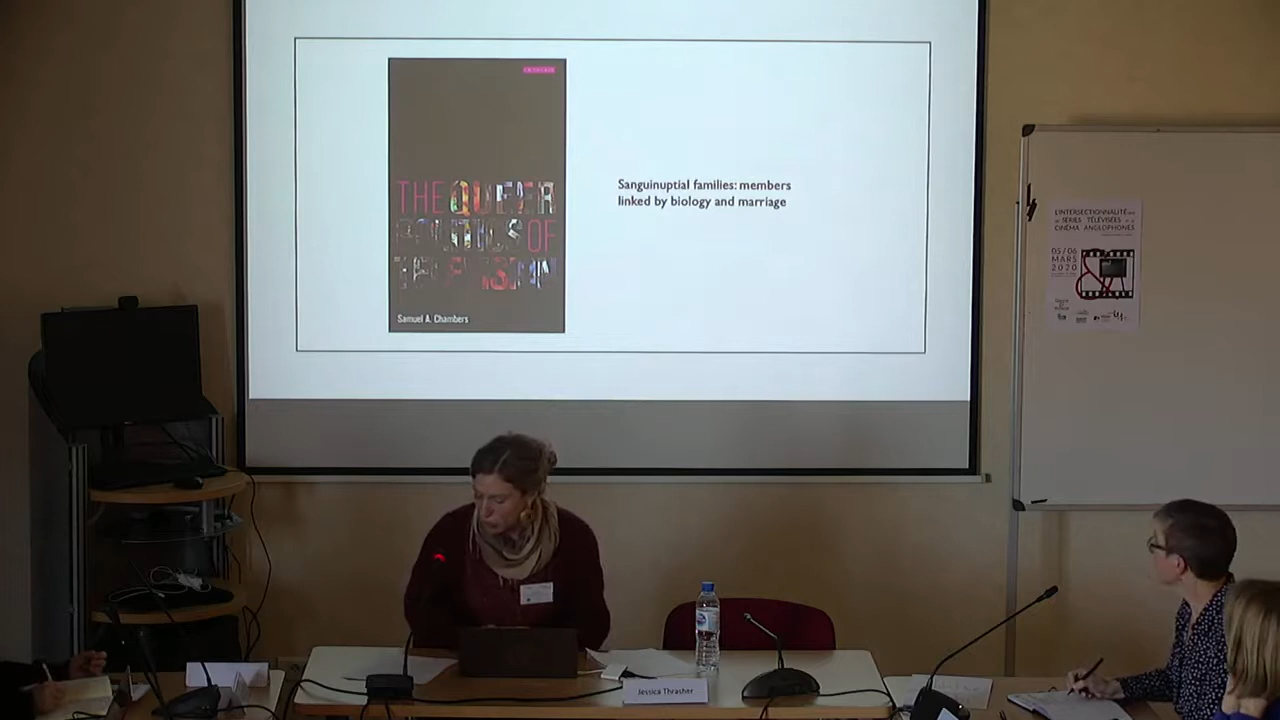 THE QUEER
POLITICS OF
TELEVISION
Samuel A. Chambers
Sanguinuptial families: members
linked by biology and marriage
L'INTERSECTIONNALITÉ
SÉRIES TÉLÉVISÉES
CINÉMA ANGLOPHONES
05/06
MARS
2020
Jessica Thrasher